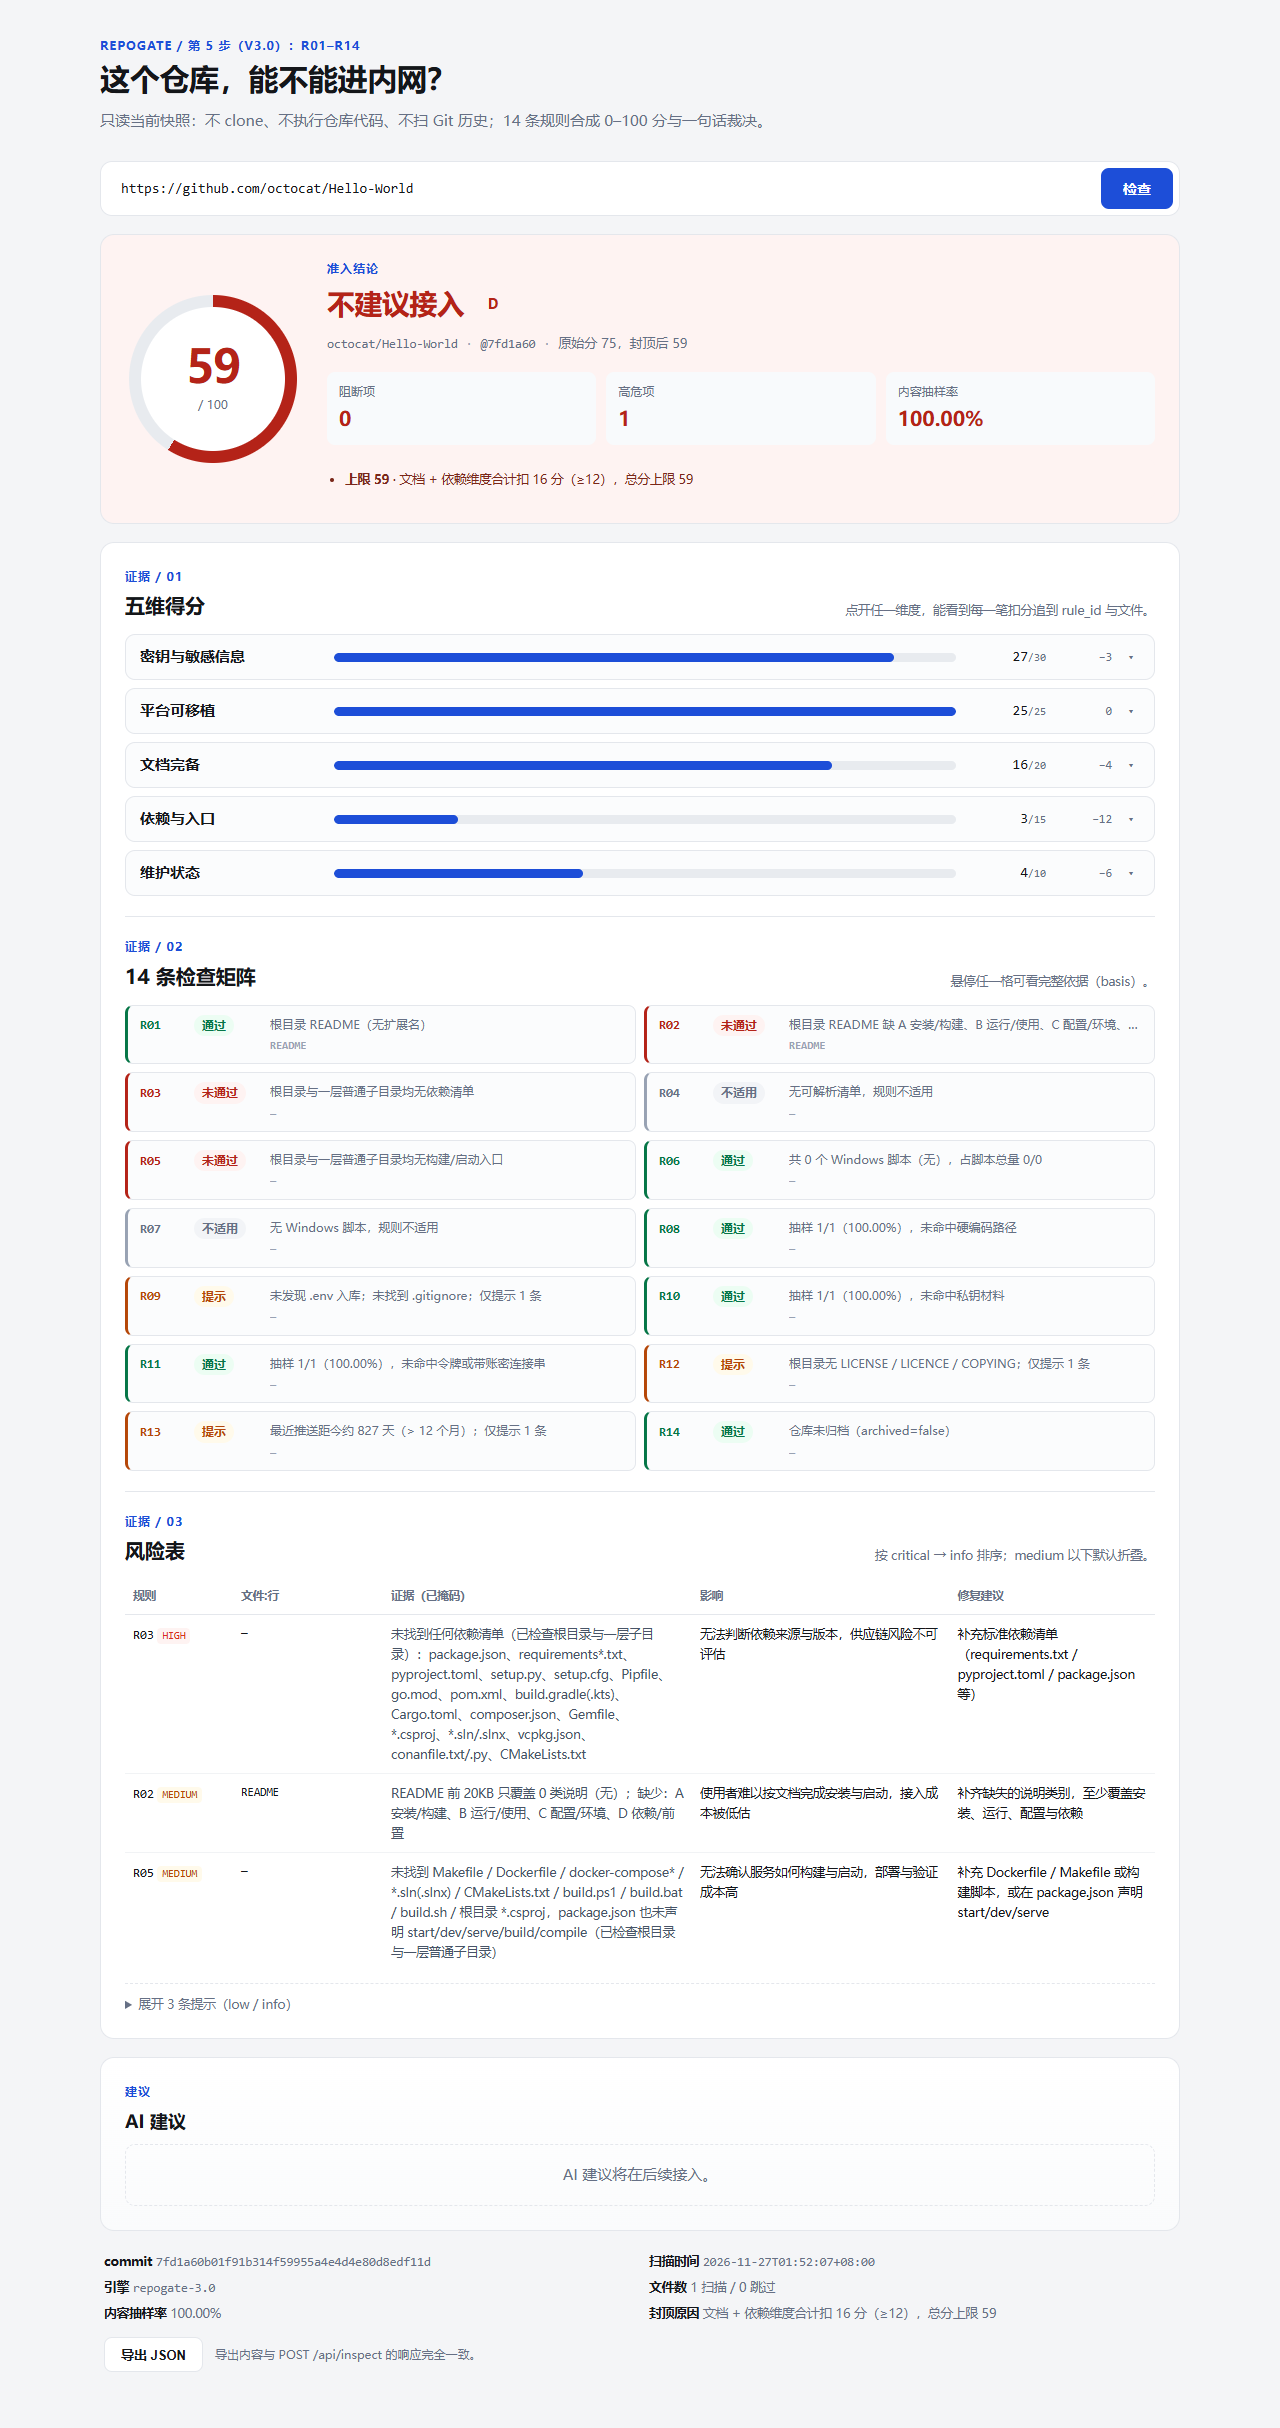 REPOGATE / 第 5 步（V3.0）：R01–R14
这个仓库，能不能进内网？
只读当前快照：不 clone、不执行仓库代码、不扫 Git 历史；14 条规则合成 0–100 分与一句话裁决。
https://github.com/octocat/Hello-World
检查
准入结论
不建议接入 D
59
/ 100
octocat/Hello-World · @7fd1a60 · 原始分 75，封顶后 59
阻断项
0
高危项
1
内容抽样率
100.00%
• 上限 59 · 文档 + 依赖维度合计扣 16 分（≥12），总分上限 59
证据 / 01
五维得分
点开任一维度，能看到每一笔扣分追到 rule_id 与文件。
密钥与敏感信息 27/30 −3 ▾
平台可移植 25/25 0 ▾
文档完备 16/20 −4 ▾
依赖与入口 3/15 −12 ▾
维护状态 4/10 −6 ▾
证据 / 02
14 条检查矩阵
悬停任一格可看完整依据（basis）。
R01 通过 根目录 README（无扩展名）
README
R02 未通过 根目录 README 缺 A 安装/构建、B 运行/使用、C 配置/环境、...
README
R03 未通过 根目录与一层普通子目录均无依赖清单
—
R04 不适用 无可解析清单，规则不适用
—
R05 未通过 根目录与一层普通子目录均无构建/启动入口
—
R06 通过 共 0 个 Windows 脚本（无），占脚本总量 0/0
—
R07 不适用 无 Windows 脚本，规则不适用
—
R08 通过 抽样 1/1（100.00%），未命中硬编码路径
—
R09 提示 未发现 .env 入库；未找到 .gitignore；仅提示 1 条
—
R10 通过 抽样 1/1（100.00%），未命中私钥材料
—
R11 通过 抽样 1/1（100.00%），未命中令牌或带账密连接串
—
R12 提示 根目录无 LICENSE / LICENCE / COPYING；仅提示 1 条
—
R13 提示 最近推送距今约 827 天（> 12 个月）；仅提示 1 条
—
R14 通过 仓库未归档（archived=false）
—
证据 / 03
风险表
按 critical → info 排序；medium 以下默认折叠。
规则 文件:行 证据（已掩码） 影响 修复建议
R03 HIGH
—
未找到任何依赖清单（已检查根目录与一层子目
录）：package.json、requirements*.txt、
pyproject.toml、setup.py、setup.cfg、Pipfile、
go.mod、pom.xml、build.gradle(.kts)、
Cargo.toml、composer.json、Gemfile、
*.csproj、*.sln/.slnx、vcpkg.json、
conanfile.txt/.py、CMakeLists.txt
无法判断依赖来源与版本，供应链风险不可
评估
补充标准依赖清单
（requirements.txt /
pyproject.toml / package.json
等）
R02 MEDIUM
README
README 前 20KB 只覆盖 0 类说明（无）；缺少：A
安装/构建、B 运行/使用、C 配置/环境、D 依赖/前
置
使用者难以按文档完成安装与启动，接入成
本被低估
补齐缺失的说明类别，至少覆盖安
装、运行、配置与依赖
R05 MEDIUM
—
未找到 Makefile / Dockerfile / docker-compose* /
*.sln(.slnx) / CMakeLists.txt / build.ps1 / build.bat
/ build.sh / 根目录 *.csproj，package.json 也未声
明 start/dev/serve/build/compile（已检查根目录
与一层普通子目录）
无法确认服务如何构建与启动，部署与验证
成本高
补充 Dockerfile / Makefile 或构
建脚本，或在 package.json 声明
start/dev/serve
▶ 展开 3 条提示（low / info）
建议
AI 建议
AI 建议将在后续接入。
commit 7fd1a60b01f91b314f59955a4e4d4e80d8edf11d
扫描时间 2026-11-27T01:52:07+08:00
引擎 repogate-3.0
文件数 1 扫描 / 0 跳过
内容抽样率 100.00%
封顶原因 文档 + 依赖维度合计扣 16 分（≥12），总分上限 59
导出 JSON
导出内容与 POST /api/inspect 的响应完全一致。